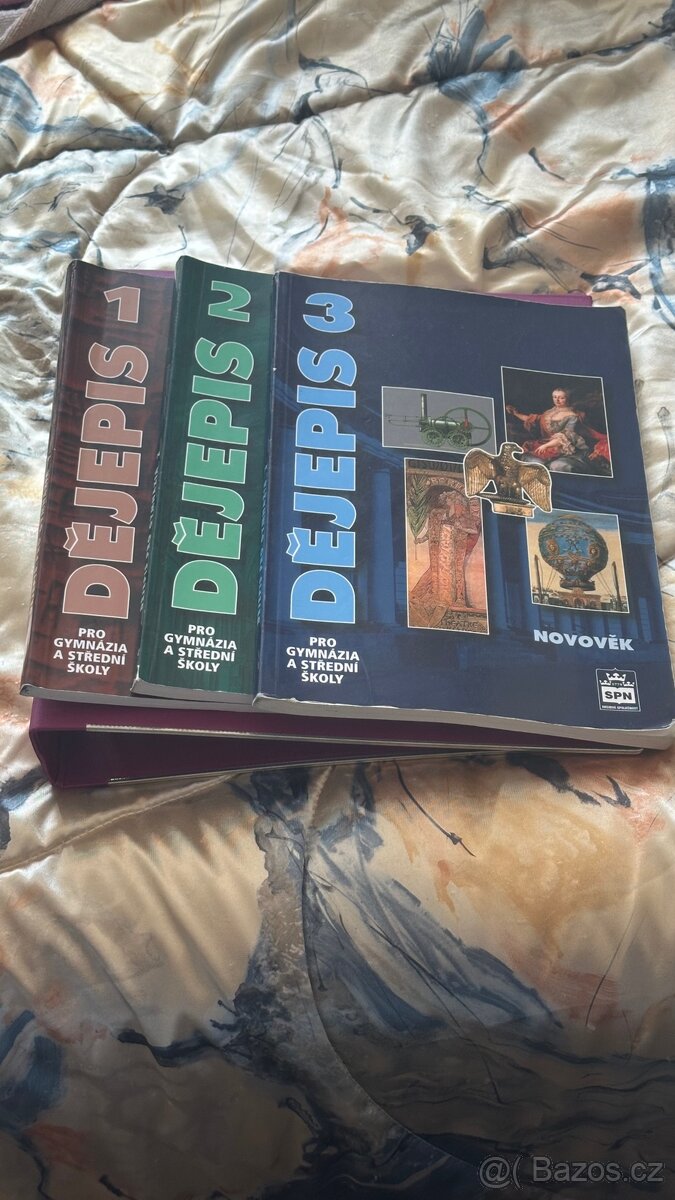 DĚJEPIS 1
PRO
GYMNÁZIA
A STŘEDNÍ
ŠKOLY
DĚJEPIS 2
PRO
GYMNÁZIA
A STŘEDNÍ
ŠKOLY
DĚJEPIS 3
PRO
GYMNÁZIA
A STŘEDNÍ
ŠKOLY
NOVOVĚK
SPN
@( Bazos.cz